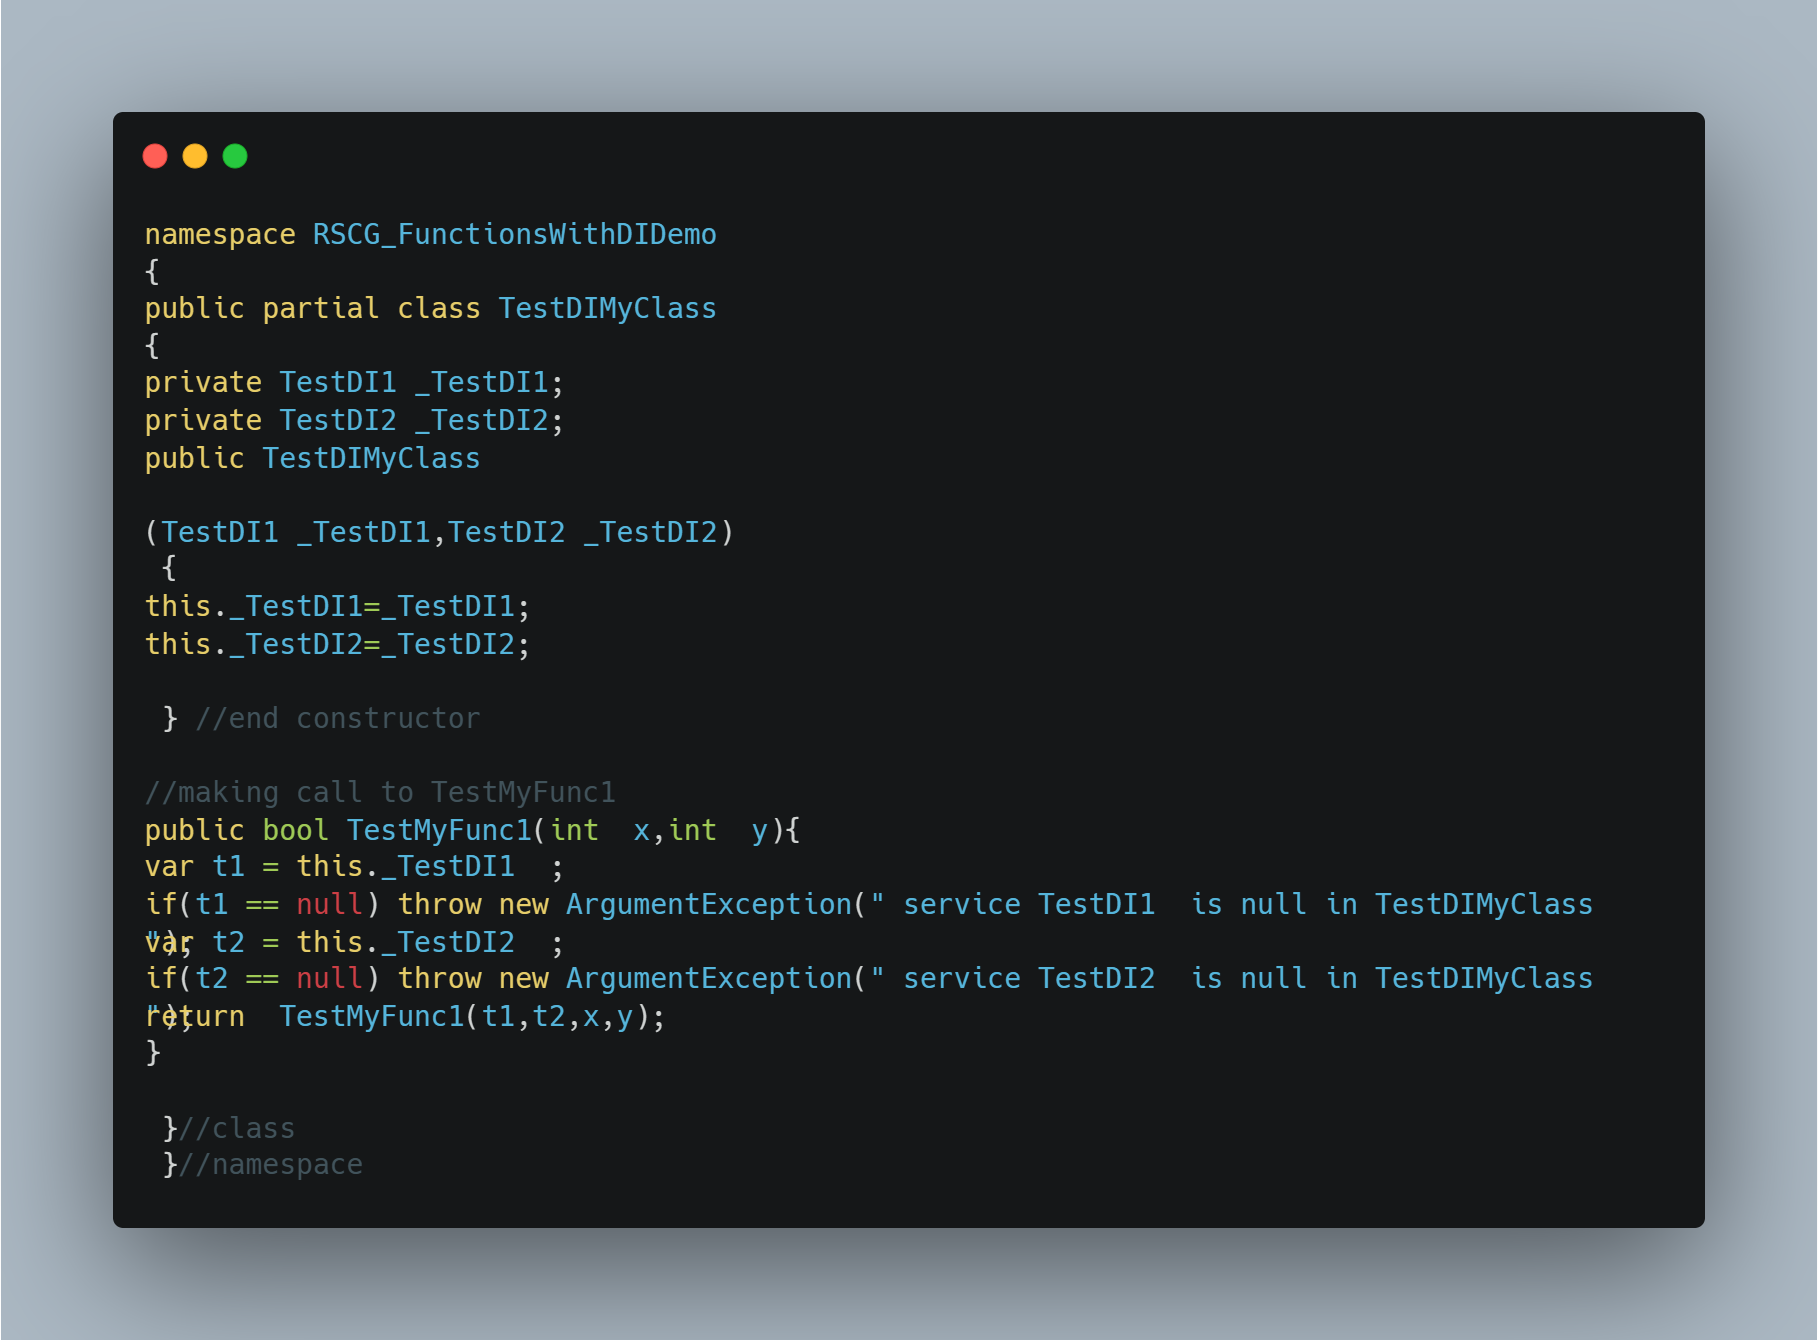 namespace RSCG_FunctionsWithDIDemo
{
public partial class TestDIMyClass
{
private TestDI1 _TestDI1;
private TestDI2 _TestDI2;
public TestDIMyClass
(TestDI1 _TestDI1,TestDI2 _TestDI2)
 {
this._TestDI1=_TestDI1;
this._TestDI2=_TestDI2;
 } //end constructor
//making call to TestMyFunc1
public bool TestMyFunc1(int  x,int  y){
var t1 = this._TestDI1  ;
if(t1 == null) throw new ArgumentException(" service TestDI1  is null in TestDIMyClass
");
var t2 = this._TestDI2  ;
if(t2 == null) throw new ArgumentException(" service TestDI2  is null in TestDIMyClass
");
return  TestMyFunc1(t1,t2,x,y);
}
 }//class
 }//namespace